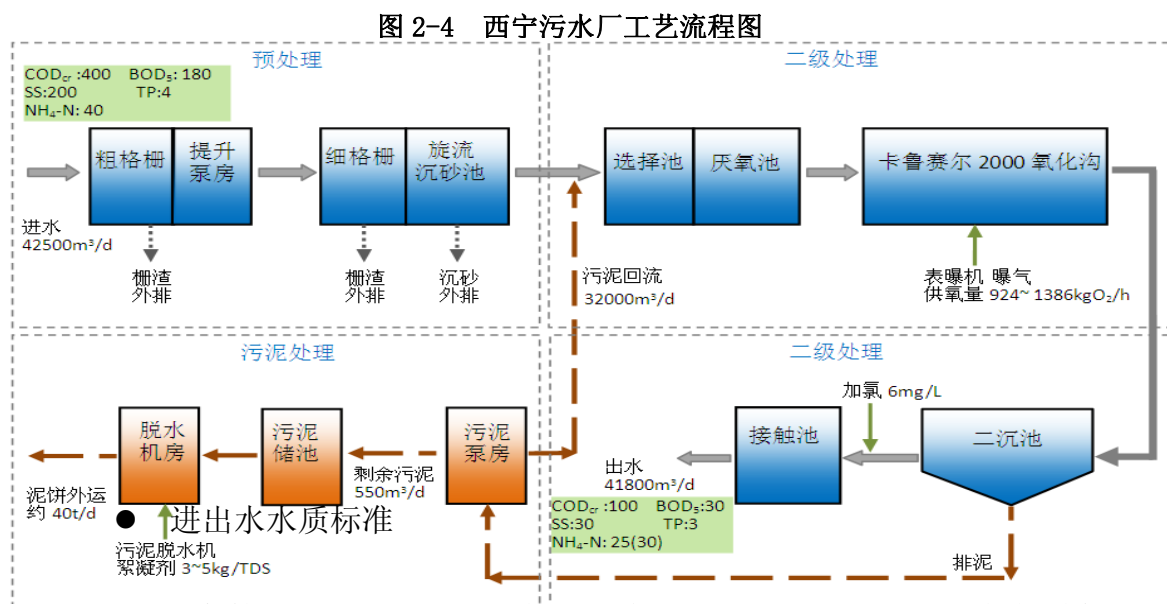 图 2-4 西宁污水厂工艺流程图
预处理
二级处理
COD cr :400 BOD₅: 180
SS:200 TP:4
NH₄-N: 40
粗格栅
提升
泵房
细格栅
旋流
沉砂池
选择池
厌氧池
卡鲁赛尔 2000 氧化沟
进水
42500m³/d
栅渣
外排
栅渣
外排
沉砂
外排
污泥回流
32000m³/d
表曝机 曝气
供氧量 924~ 1386kgO₂/h
污泥处理
二级处理
加氯 6mg/L
脱水
机房
污泥
储池
污泥
泵房
接触池
二沉池
剩余污泥
550m³/d
出水
41800m³/d
泥饼外运
约 40t/d
● 进出水水质标准
COD cr :100 BOD₅:30
SS:30 TP:3
NH₄-N: 25(30)
污泥脱水机
絮凝剂 3~5kg/TDS
排泥